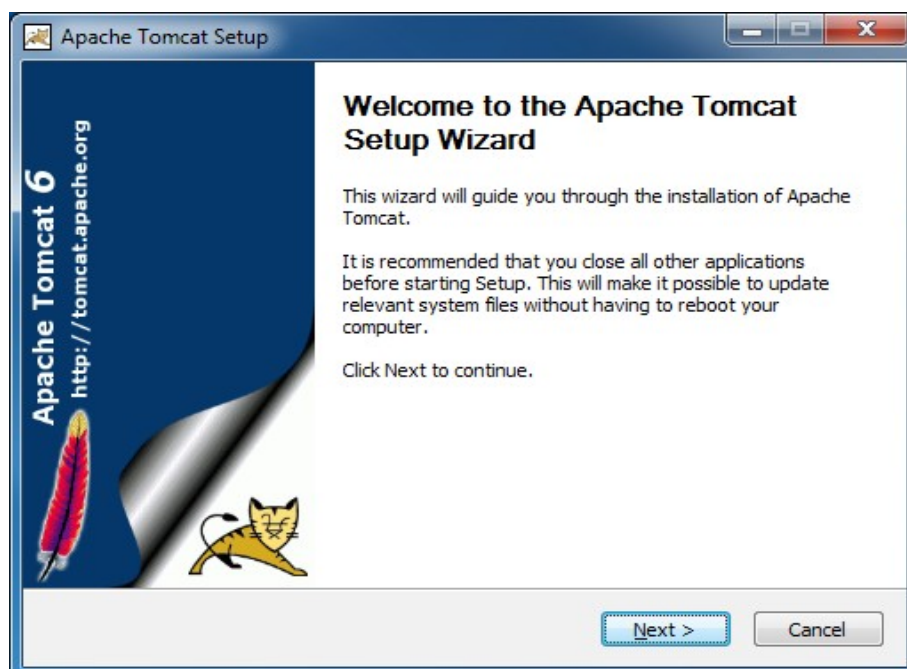 Apache Tomcat Setup
Apache Tomcat 6
http://tomcat.apache.org
Welcome to the Apache Tomcat
Setup Wizard
This wizard will guide you through the installation of Apache
Tomcat.
It is recommended that you close all other applications
before starting Setup. This will make it possible to update
relevant system files without having to reboot your
computer.
Click Next to continue.
Next >
Cancel